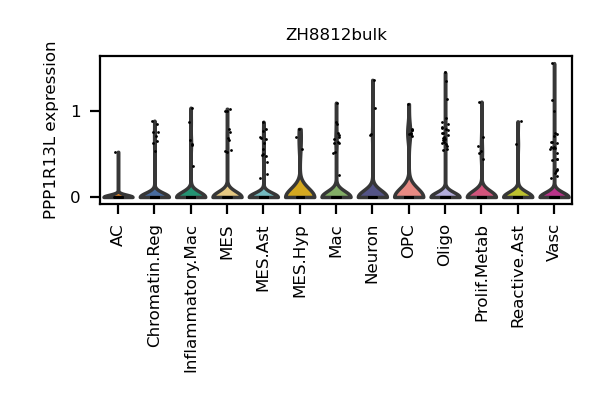 ZH8812bulk
PPP1R13L expression
1
0
AC
Chromatin.Reg
Inflammatory.Mac
MES
MES.Ast
MES.Hyp
Mac
Neuron
OPC
Oligo
Prolif.Metab
Reactive.Ast
Vasc